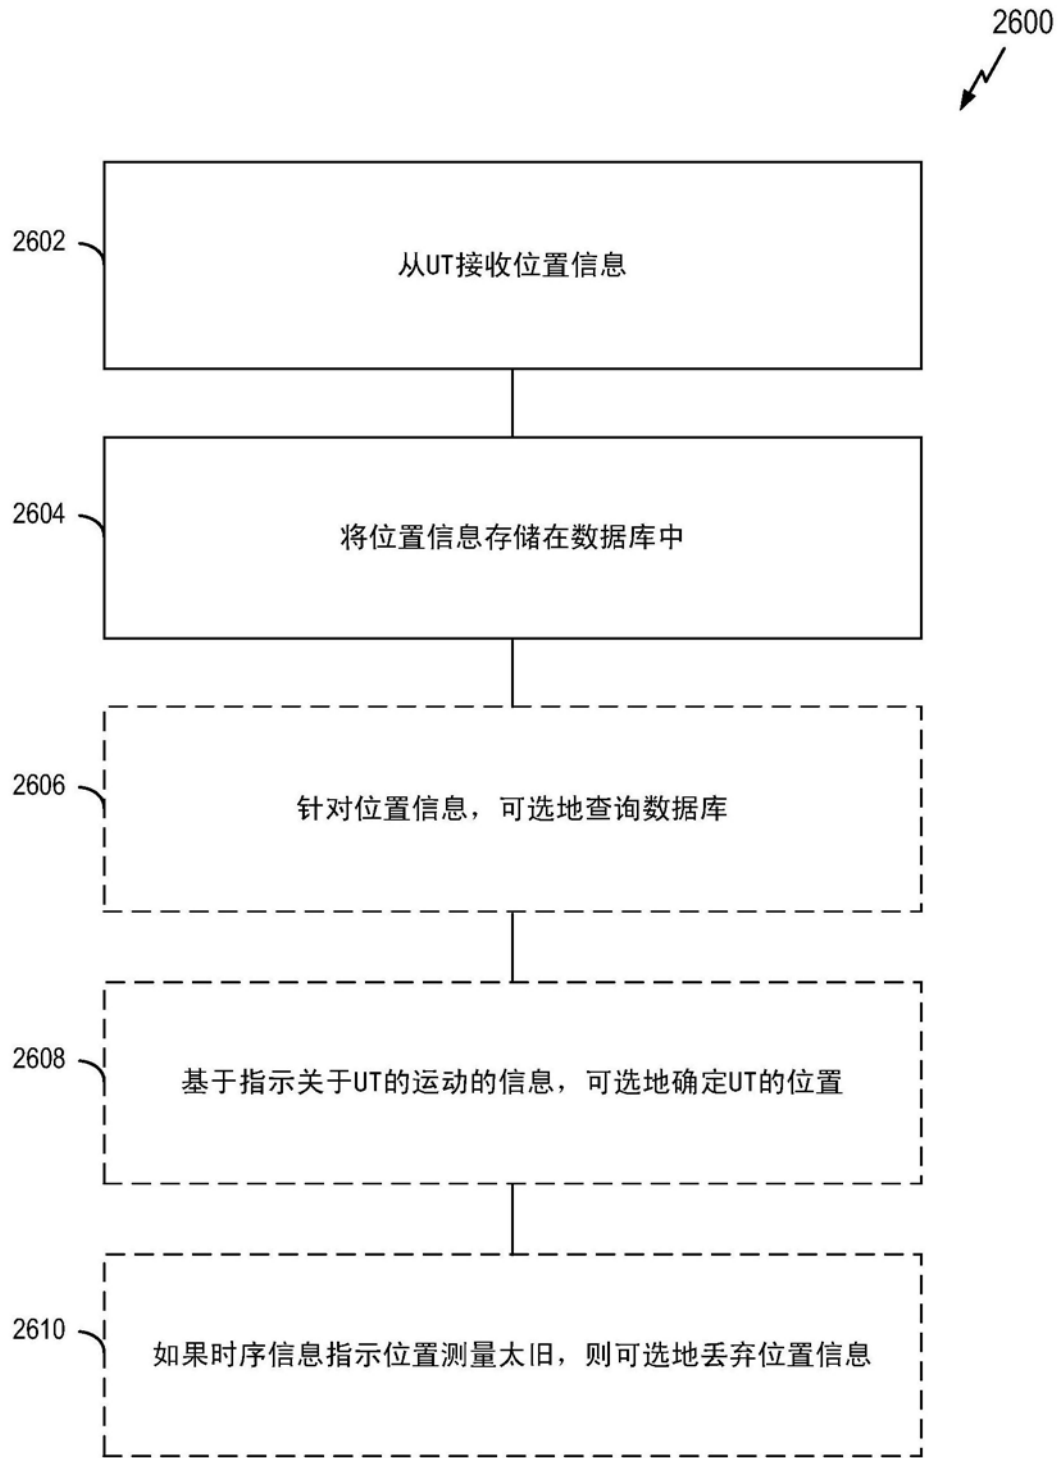 2600
2602
从UT接收位置信息
2604
将位置信息存储在数据库中
2606
针对位置信息，可选地查询数据库
2608
基于指示关于UT的运动的信息，可选地确定UT的位置
2610
如果时序信息指示位置测量太旧，则可选地丢弃位置信息